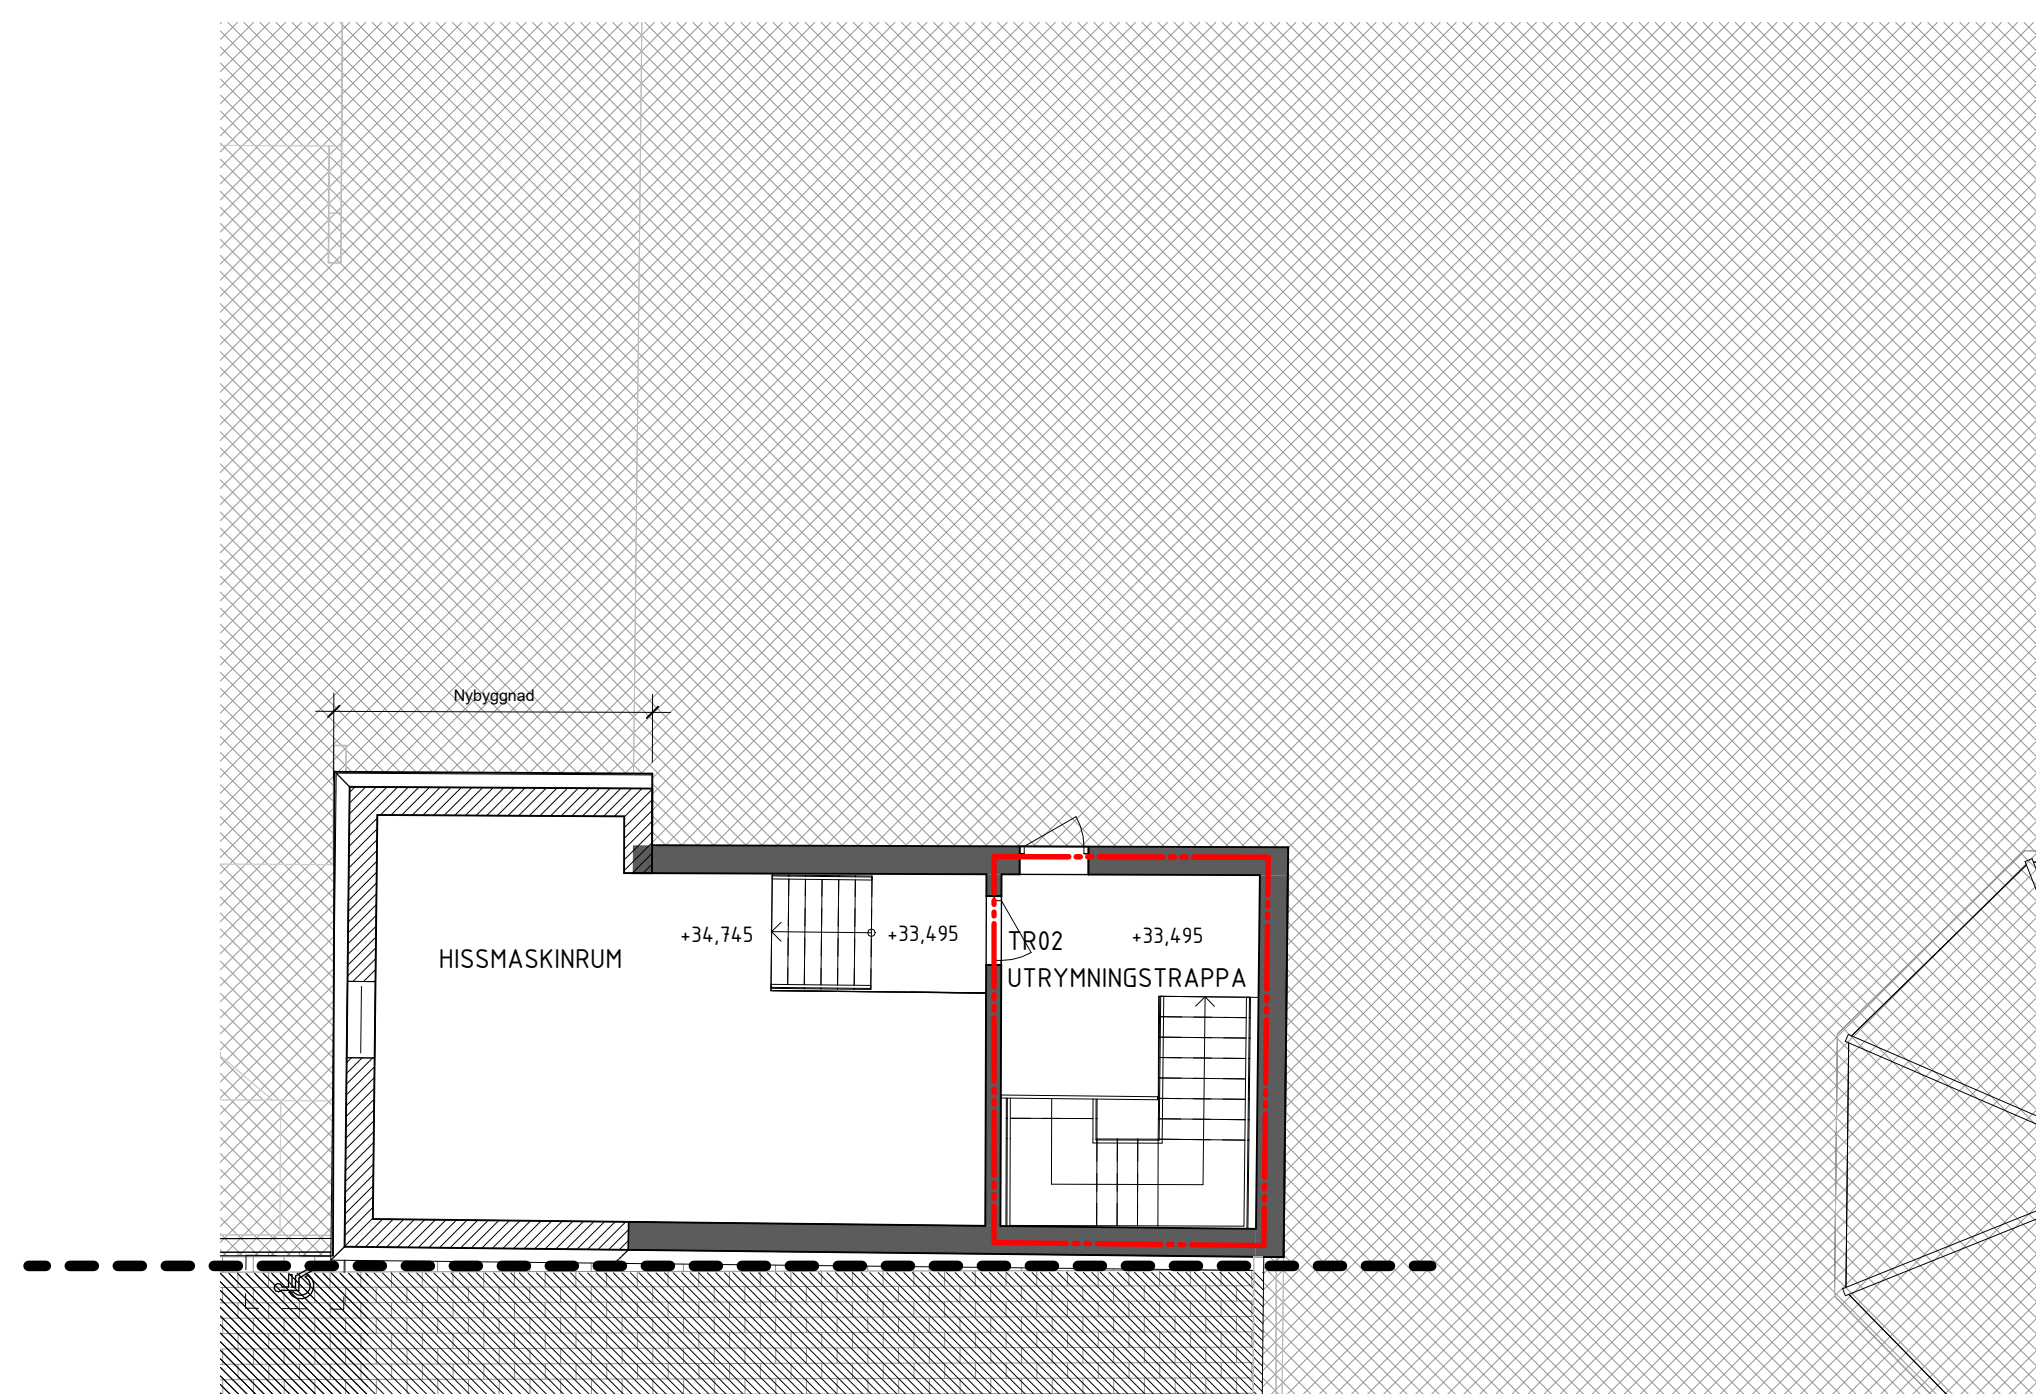 Nybyggnad
HISSMASKINRUM
+34,745
+33,495
TR02
+33,495
UTRYMNINGSTRAPPA